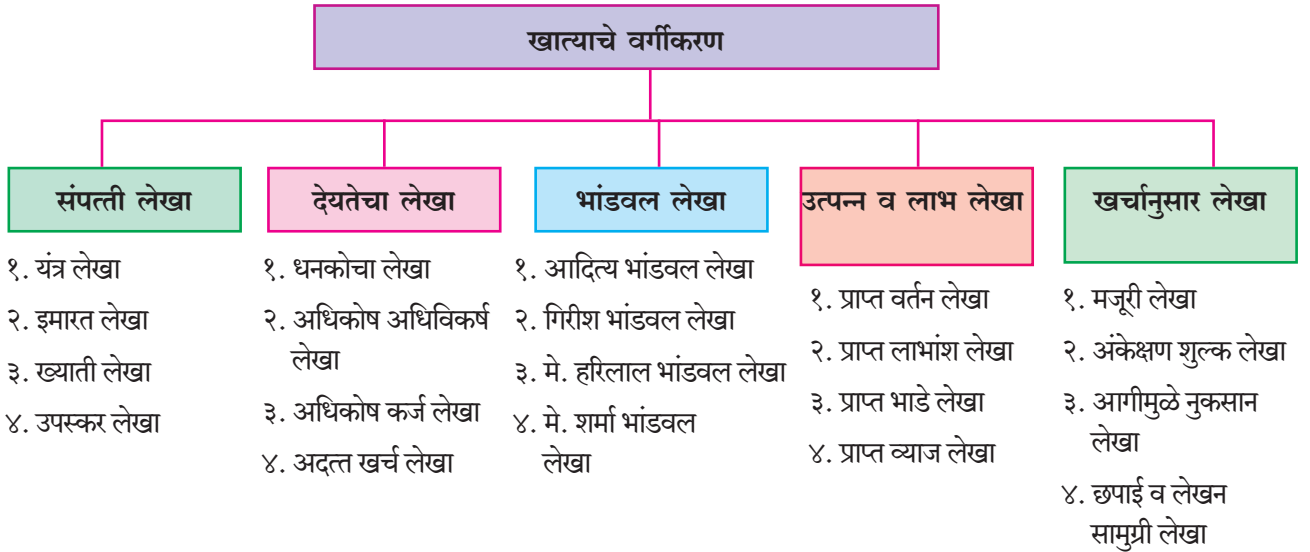 खात्याचे वर्गीकरण
संपत्ती लेखा
१. यंत्र लेखा
२. इमारत लेखा
३. ख्याती लेखा
४. उपस्कर लेखा
देयतेचा लेखा
१. धनकोचा लेखा
२. अधिकोष अधिविकर्ष
लेखा
३. अधिकोष कर्ज लेखा
४. अदत्त खर्च लेखा
भांडवल लेखा
१. आदित्य भांडवल लेखा
२. गिरीश भांडवल लेखा
३. मे. हरिलाल भांडवल लेखा
४. मे. शर्मा भांडवल
लेखा
उत्पन्न व लाभ लेखा
१. प्राप्त वर्तन लेखा
२. प्राप्त लाभांश लेखा
३. प्राप्त भाडे लेखा
४. प्राप्त व्याज लेखा
खर्चानुसार लेखा
१. मजूरी लेखा
२. अंकेक्षण शुल्क लेखा
३. आगीमुळे नुकसान
लेखा
४. छपाई व लेखन
सामुग्री लेखा